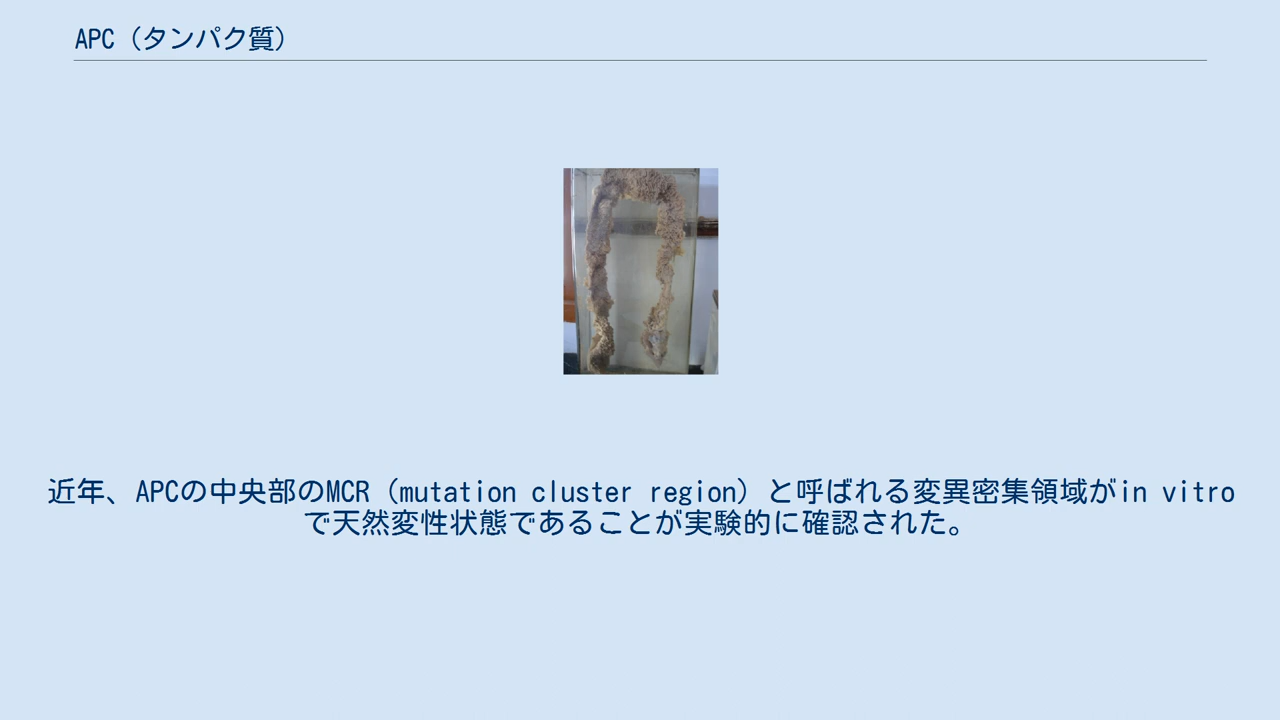 APC（タンパク質）
近年、APCの中央部のMCR（mutation cluster region）と呼ばれる変異密集領域がin vitro
で天然変性状態であることが実験的に確認された。